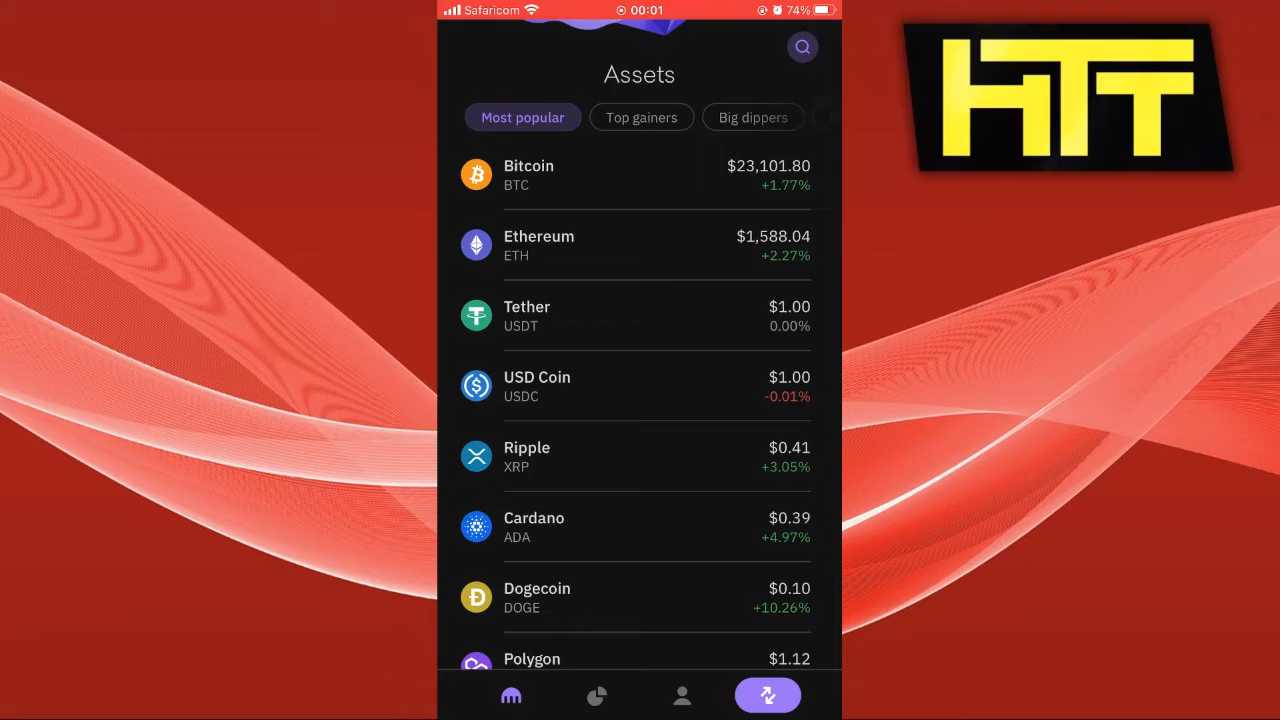 Safaricom 00:01 74%
HTT
Assets
Most popular Top gainers Big dippers
Bitcoin $23,101.80
BTC +1.77%
Ethereum $1,588.04
ETH +2.27%
Tether $1.00
USDT 0.00%
USD Coin $1.00
USDC -0.01%
Ripple $0.41
XRP +3.05%
Cardano $0.39
ADA +4.97%
Dogecoin $0.10
DOGE +10.26%
Polygon $1.12